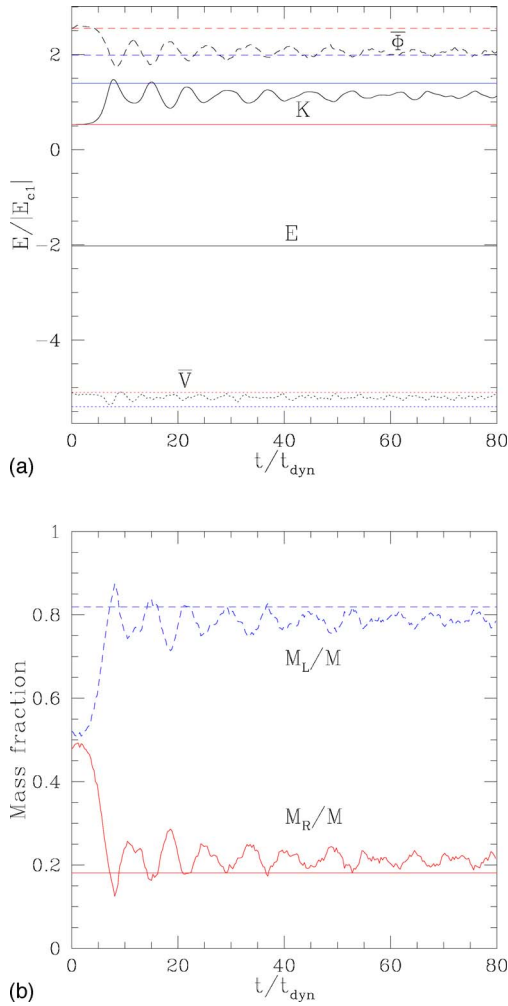 2
Φ̅
K
0
E/|E_c1|
E
-2
-4
V̅
0
20
40
60
80
t/t_dyn
(a)
1
0.8
M_L/M
0.6
Mass fraction
0.4
M_R/M
0.2
0
0
20
40
60
80
t/t_dyn
(b)